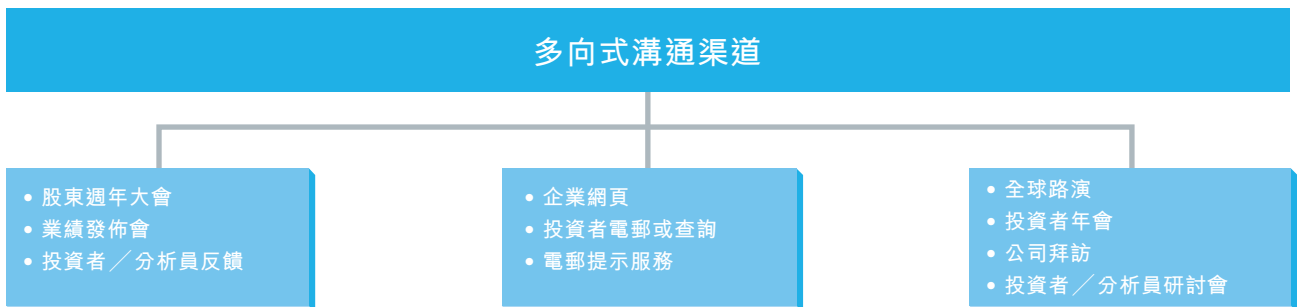 多向式溝通渠道
• 股東週年大會
• 業績發佈會
• 投資者／分析員反饋
• 企業網頁
• 投資者電郵或查詢
• 電郵提示服務
• 全球路演
• 投資者年會
• 公司拜訪
• 投資者／分析員研討會